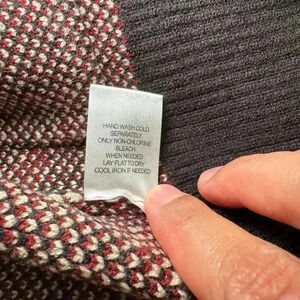 HAND WASH COLD
SEPARATELY
ONLY NON-CHLORINE
BLEACH
WHEN NEEDED
LAY FLAT TO DRY
COOL IRON IF NEEDED